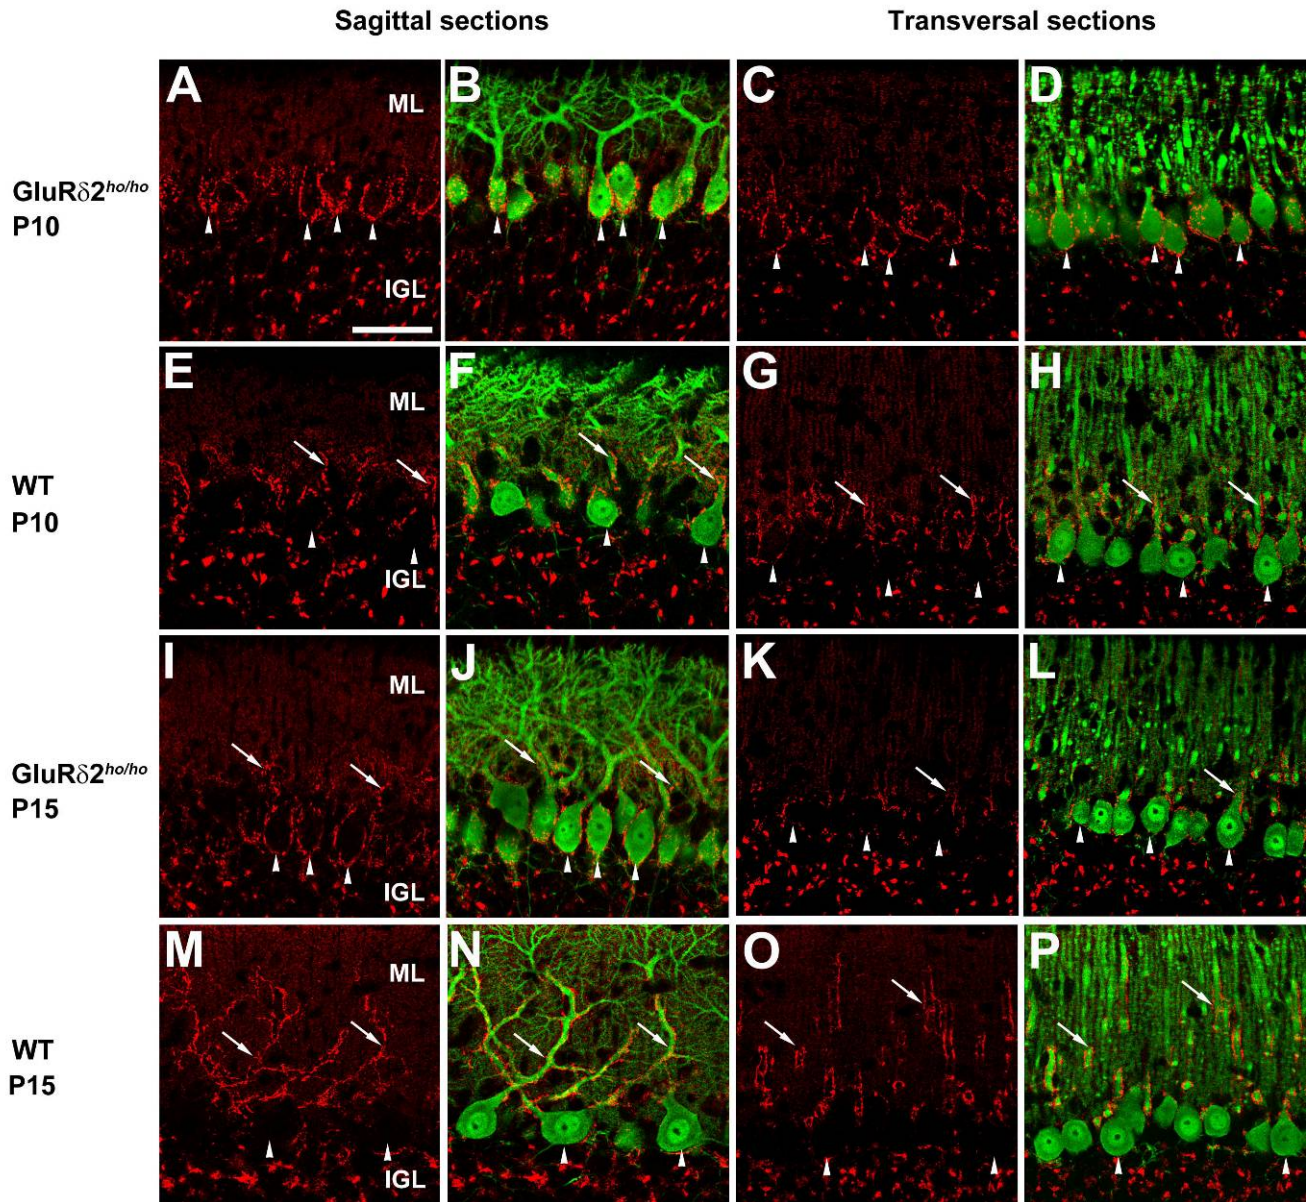 Sagittal sections
Transversal sections
GluRδ2ho/ho
P10
A
ML
IGL
B
C
D
WT
P10
E
ML
IGL
F
G
H
GluRδ2ho/ho
P15
I
ML
IGL
J
K
L
WT
P15
M
ML
IGL
N
O
P